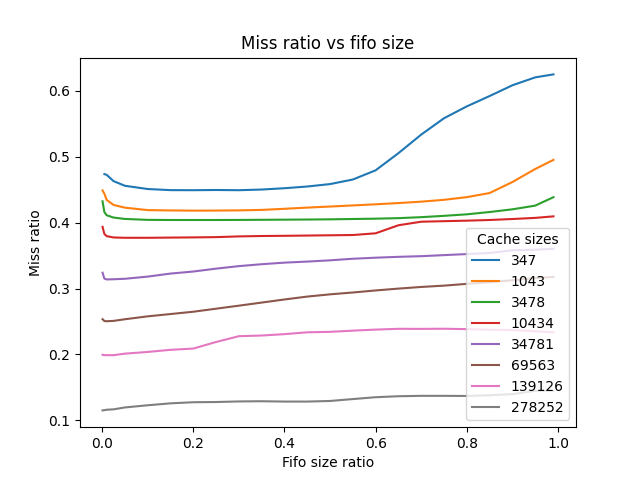 Miss ratio vs fifo size
Miss ratio
0.6
0.5
0.4
0.3
0.2
0.1
Cache sizes
347
1043
3478
10434
34781
69563
139126
278252
0.0 0.2 0.4 0.6 0.8 1.0
Fifo size ratio